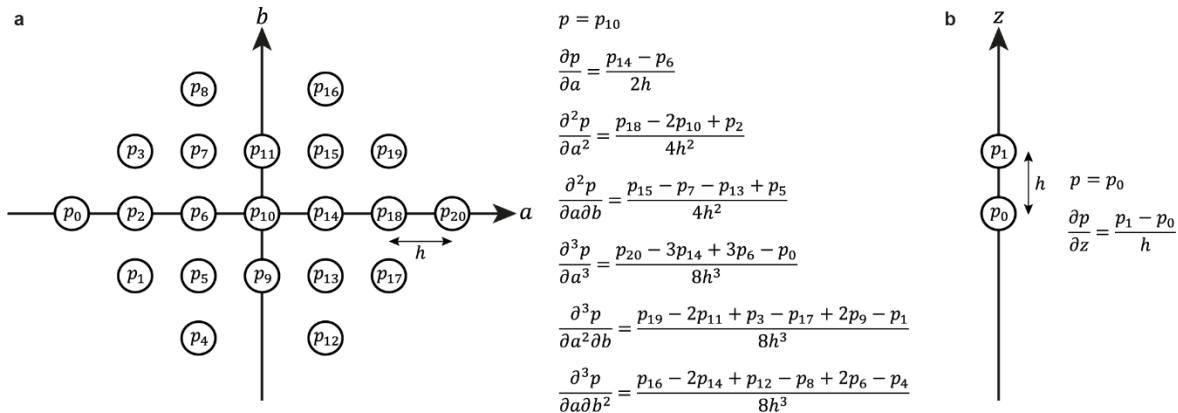 a
b
p₈
p₁₆
p₃
p₇
p₁₁
p₁₅
p₁₉
p₀
p₂
p₆
p₁₀
p₁₄
p₁₈
p₂₀
a
h
p₁
p₅
p₉
p₁₃
p₁₇
p₄
p₁₂
p = p₁₀
∂p/∂a = (p₁₄ − p₆)/2h
∂²p/∂a² = (p₁₈ − 2p₁₀ + p₂)/4h²
∂²p/∂a∂b = (p₁₅ − p₇ − p₁₃ + p₅)/4h²
∂³p/∂a³ = (p₂₀ − 3p₁₄ + 3p₆ − p₀)/8h³
∂³p/∂a²∂b = (p₁₉ − 2p₁₁ + p₃ − p₁₇ + 2p₉ − p₁)/8h³
∂³p/∂a∂b² = (p₁₆ − 2p₁₄ + p₁₂ − p₈ + 2p₆ − p₄)/8h³
b
z
p₁
h
p₀
p = p₀
∂p/∂z = (p₁ − p₀)/h